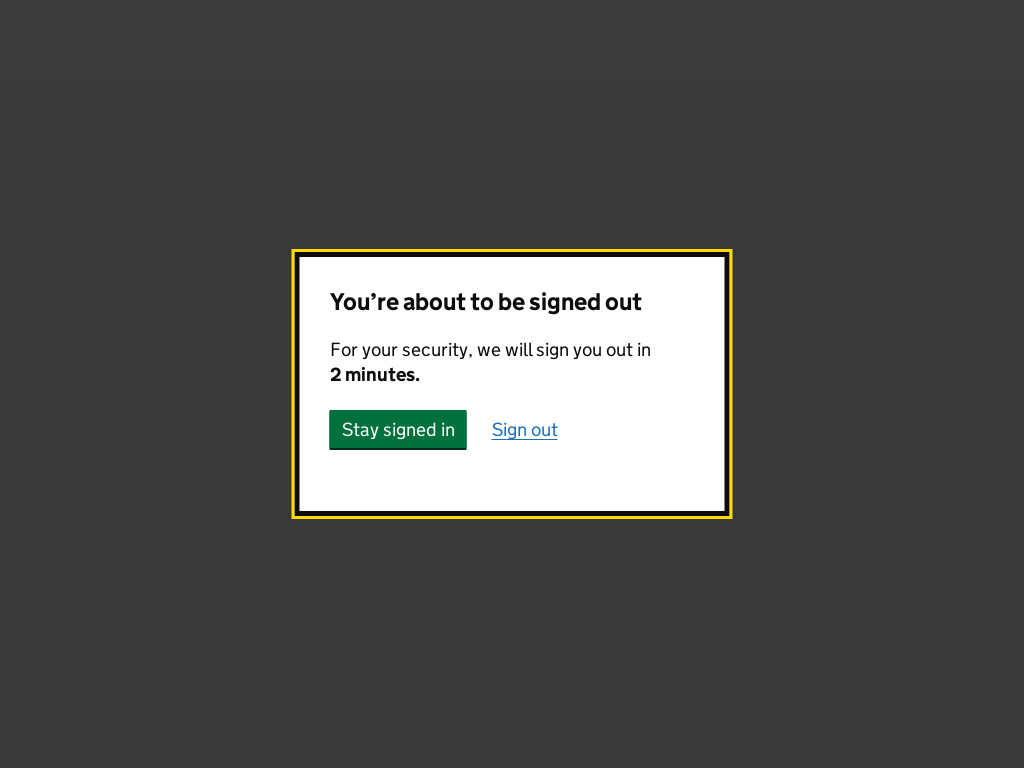 You’re about to be signed out
For your security, we will sign you out in
2 minutes.
Stay signed in
Sign out